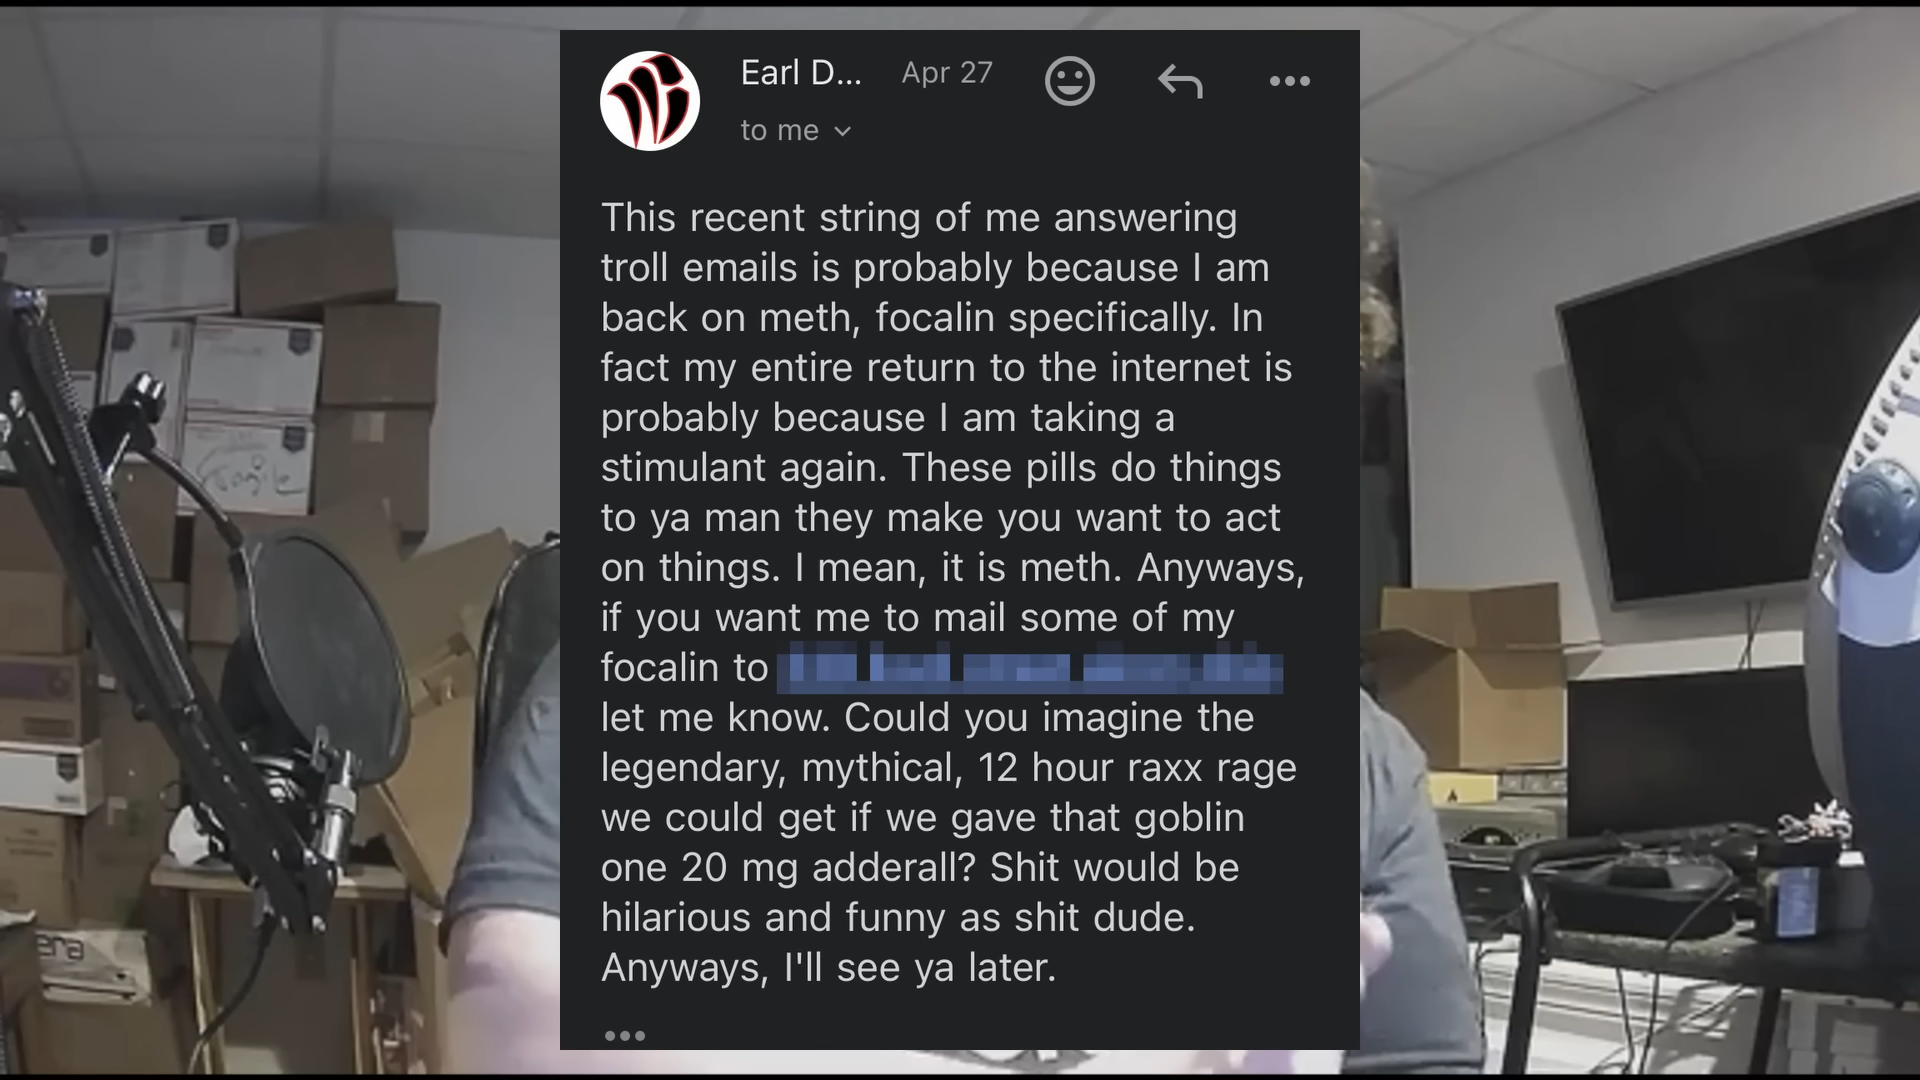 Earl D... Apr 27
to me
This recent string of me answering
troll emails is probably because I am
back on meth, focalin specifically. In
fact my entire return to the internet is
probably because I am taking a
stimulant again. These pills do things
to ya man they make you want to act
on things. I mean, it is meth. Anyways,
if you want me to mail some of my
focalin to
let me know. Could you imagine the
legendary, mythical, 12 hour raxx rage
we could get if we gave that goblin
one 20 mg adderall? Shit would be
hilarious and funny as shit dude.
Anyways, I'll see ya later.
Fragile
era